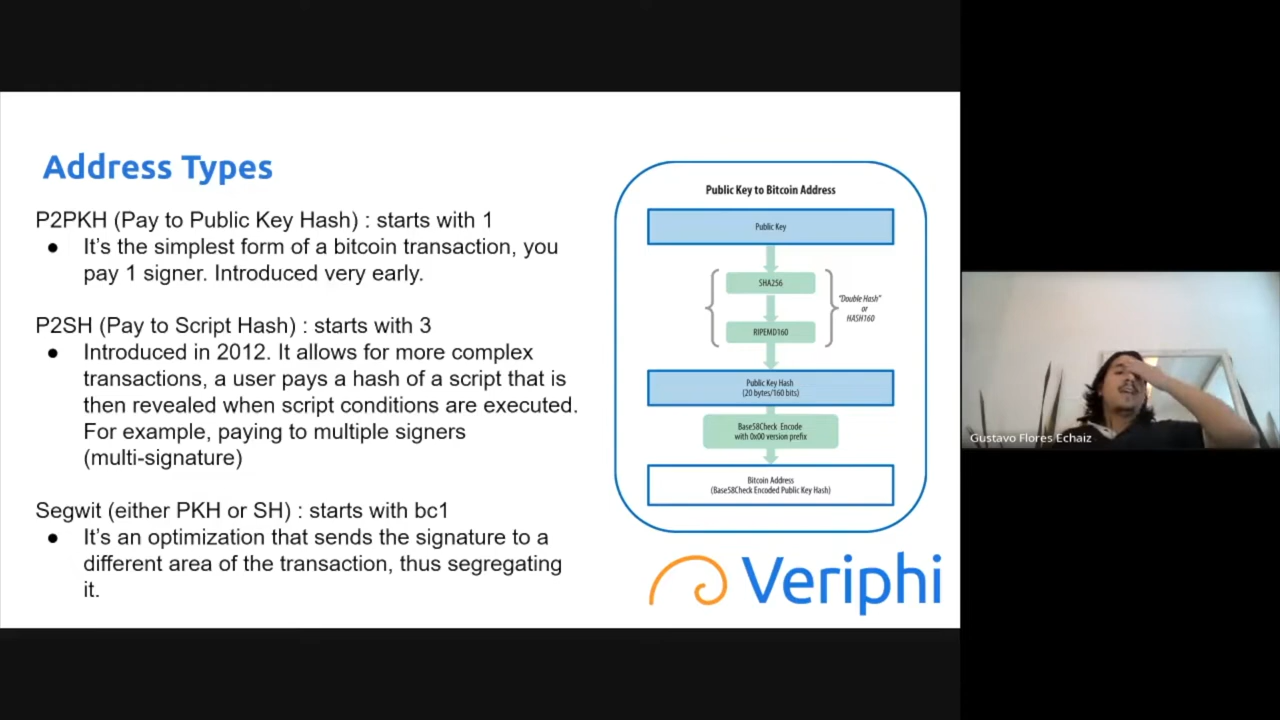 Address Types
P2PKH (Pay to Public Key Hash) : starts with 1
● It's the simplest form of a bitcoin transaction, you
pay 1 signer. Introduced very early.
P2SH (Pay to Script Hash) : starts with 3
● Introduced in 2012. It allows for more complex
transactions, a user pays a hash of a script that is
then revealed when script conditions are executed.
For example, paying to multiple signers
(multi-signature)
Segwit (either PKH or SH) : starts with bc1
● It's an optimization that sends the signature to a
different area of the transaction, thus segregating
it.
Public Key to Bitcoin Address
Public Key
SHA256
"Double Hash"
or
HASH160
RIPEMD160
Public Key Hash
(20 bytes/160 bits)
Base58Check Encode
with 0x00 version prefix
Bitcoin Address
(Base58Check Encoded Public Key Hash)
Veriphi
Gustavo Flores Echaiz